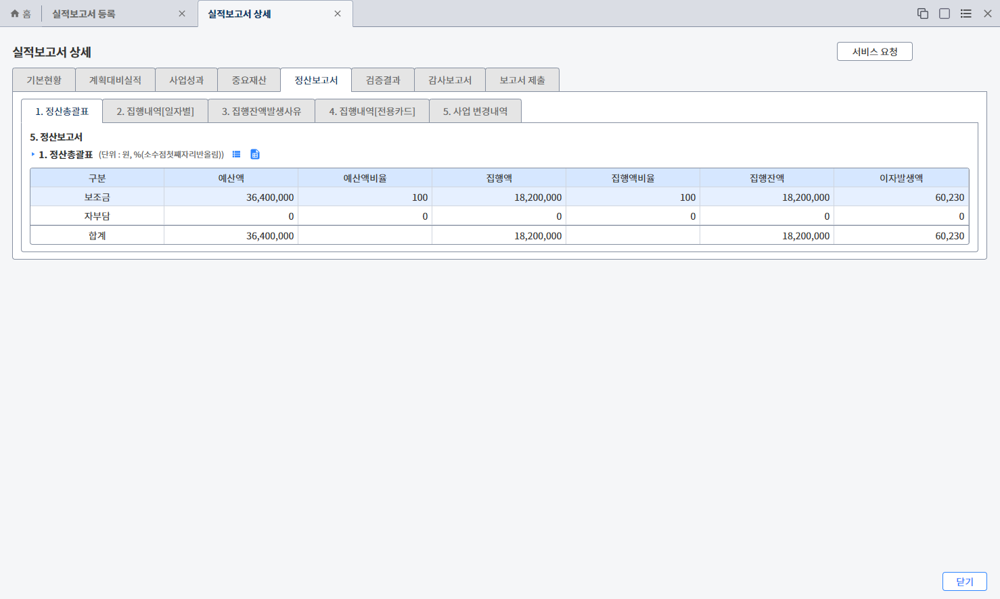 홈 실적보고서 등록 실적보고서 상세
실적보고서 상세 서비스 요청
기본현황 계획대비실적 사업성과 중요재산 정산보고서 검증결과 감사보고서 보고서 제출
1. 정산총괄표 2. 집행내역[일자별] 3. 집행잔액발생사유 4. 집행내역[전용카드] 5. 사업 변경내역
5. 정산보고서
1. 정산총괄표 (단위 : 원, %(소수점첫째자리반올림))
구분 예산액 예산액비율 집행액 집행액비율 집행잔액 이자발생액
보조금 36,400,000 100 18,200,000 100 18,200,000 60,230
자부담 0 0 0 0 0 0
합계 36,400,000 18,200,000 18,200,000 60,230
닫기